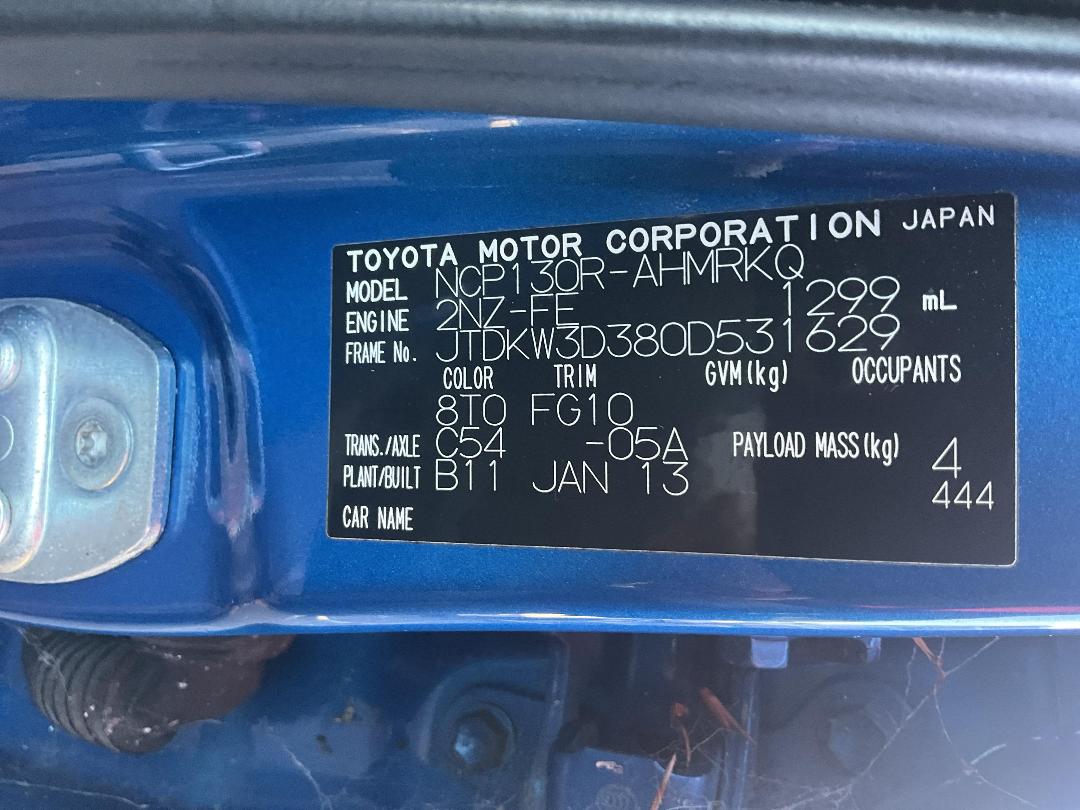 TOYOTA MOTOR CORPORATION JAPAN
MODEL NCP130R-AHMRKQ
ENGINE 2NZ-FE 1299 mL
FRAME No. JTDKW3D380D531629
COLOR TRIM GVM(kg) OCCUPANTS
8T0 FG10
TRANS./AXLE C54 -05A PAYLOAD MASS(kg) 4
PLANT/BUILT B11 JAN 13 444
CAR NAME